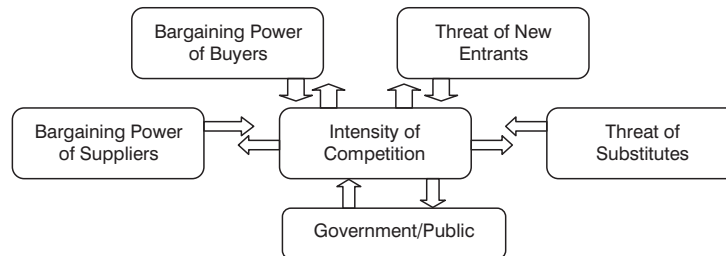 Bargaining Power
of Buyers
Threat of New
Entrants
Bargaining Power
of Suppliers
Intensity of
Competition
Threat of
Substitutes
Government/Public